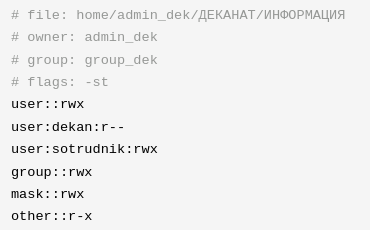 # file: home/admin_dek/ДЕКАНАТ/ИНФОРМАЦИЯ
# owner: admin_dek
# group: group_dek
# flags: -st
user::rwx
user:dekan:r--
user:sotrudnik:rwx
group::rwx
mask::rwx
other::r-x